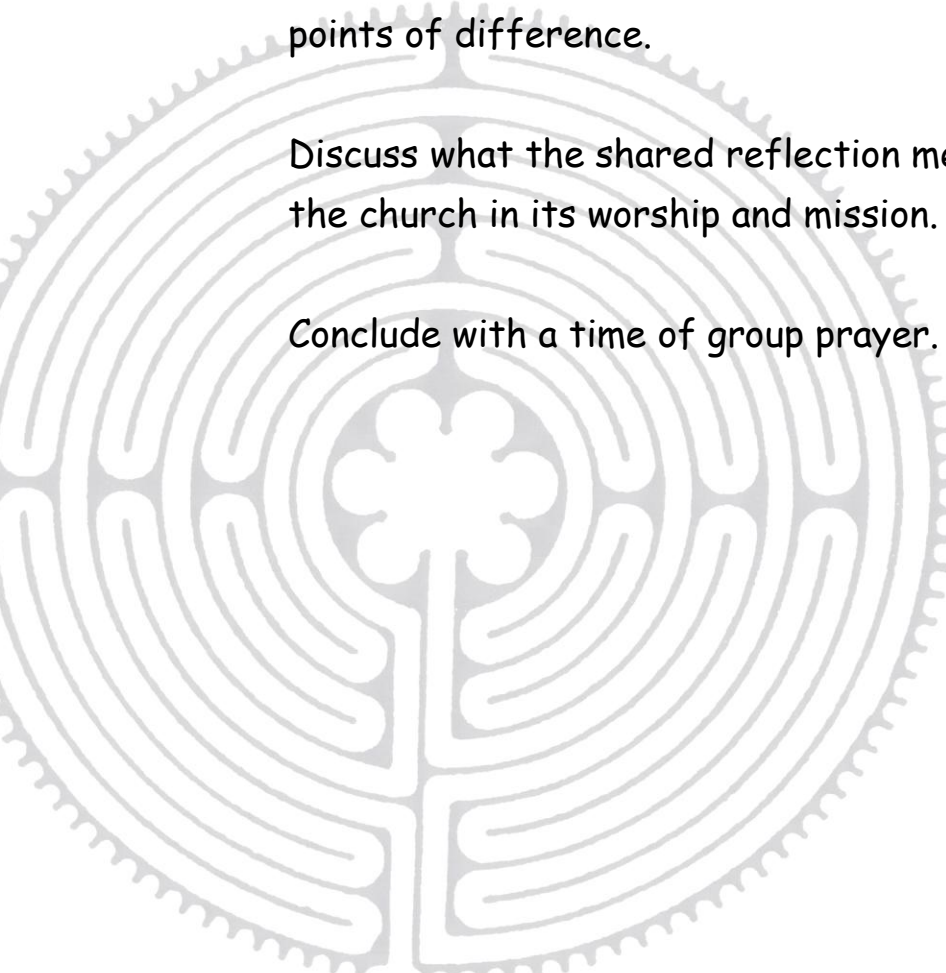 points of difference.
Discuss what the shared reflection
the church in its worship and mission.
Conclude with a time of group prayer.